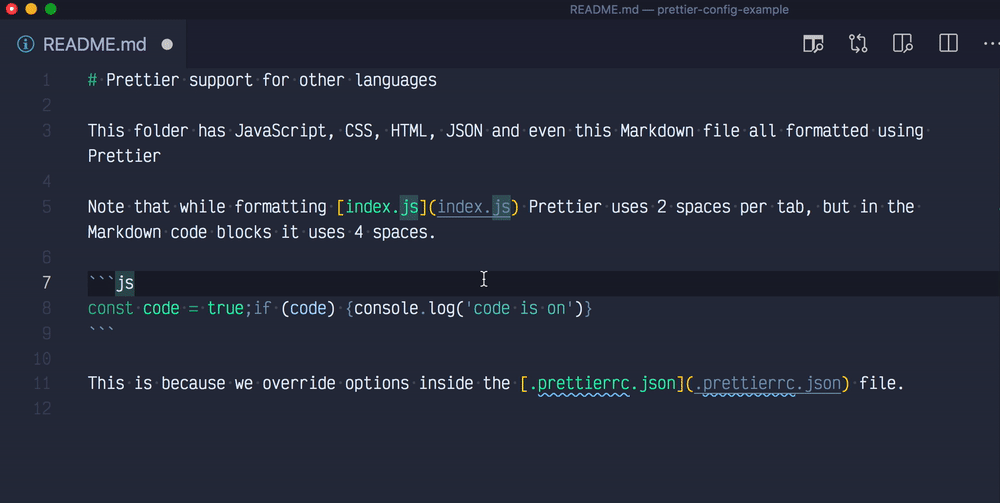 README.md — prettier-config-example
README.md
1 # Prettier support for other languages
2
3 This folder has JavaScript, CSS, HTML, JSON and even this Markdown file all formatted using
Prettier
4
5 Note that while formatting [index.js](index.js) Prettier uses 2 spaces per tab, but in the
Markdown code blocks it uses 4 spaces.
6
7 ```js
8 const code = true;if (code) {console.log('code is on')}
9 ```
10
11 This is because we override options inside the [.prettierrc.json](.prettierrc.json) file.
12